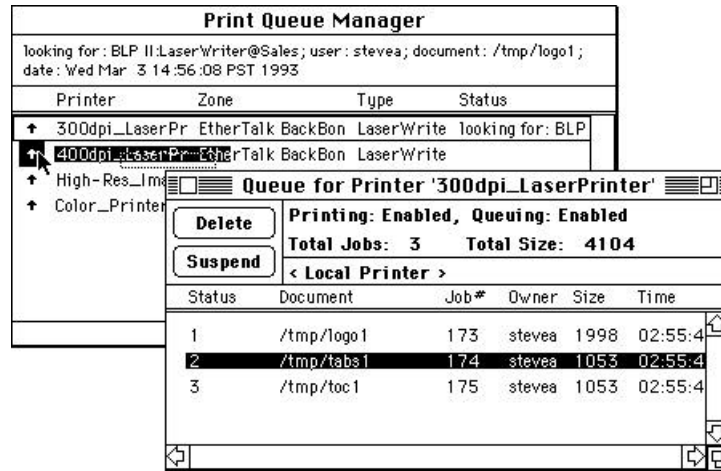 Print Queue Manager
looking for: BLP II:LaserWriter@Sales; user: stevea; document: /tmp/logo1;
date: Wed Mar 3 14:56:08 PST 1993
Printer Zone Type Status
300dpi_LaserPr EtherTalk BackBon LaserWrite looking for: BLP
400dpi_LaserPr EtherTalk BackBon LaserWrite
High-Res_Ima
Color_Printer
Queue for Printer '300dpi_LaserPrinter'
Delete
Suspend
Printing: Enabled, Queuing: Enabled
Total Jobs: 3 Total Size: 4104
< Local Printer >
Status Document Job# Owner Size Time
1 /tmp/logo1 173 stevea 1998 02:55:4
2 /tmp/tabs1 174 stevea 1053 02:55:4
3 /tmp/toc1 175 stevea 1053 02:55:4